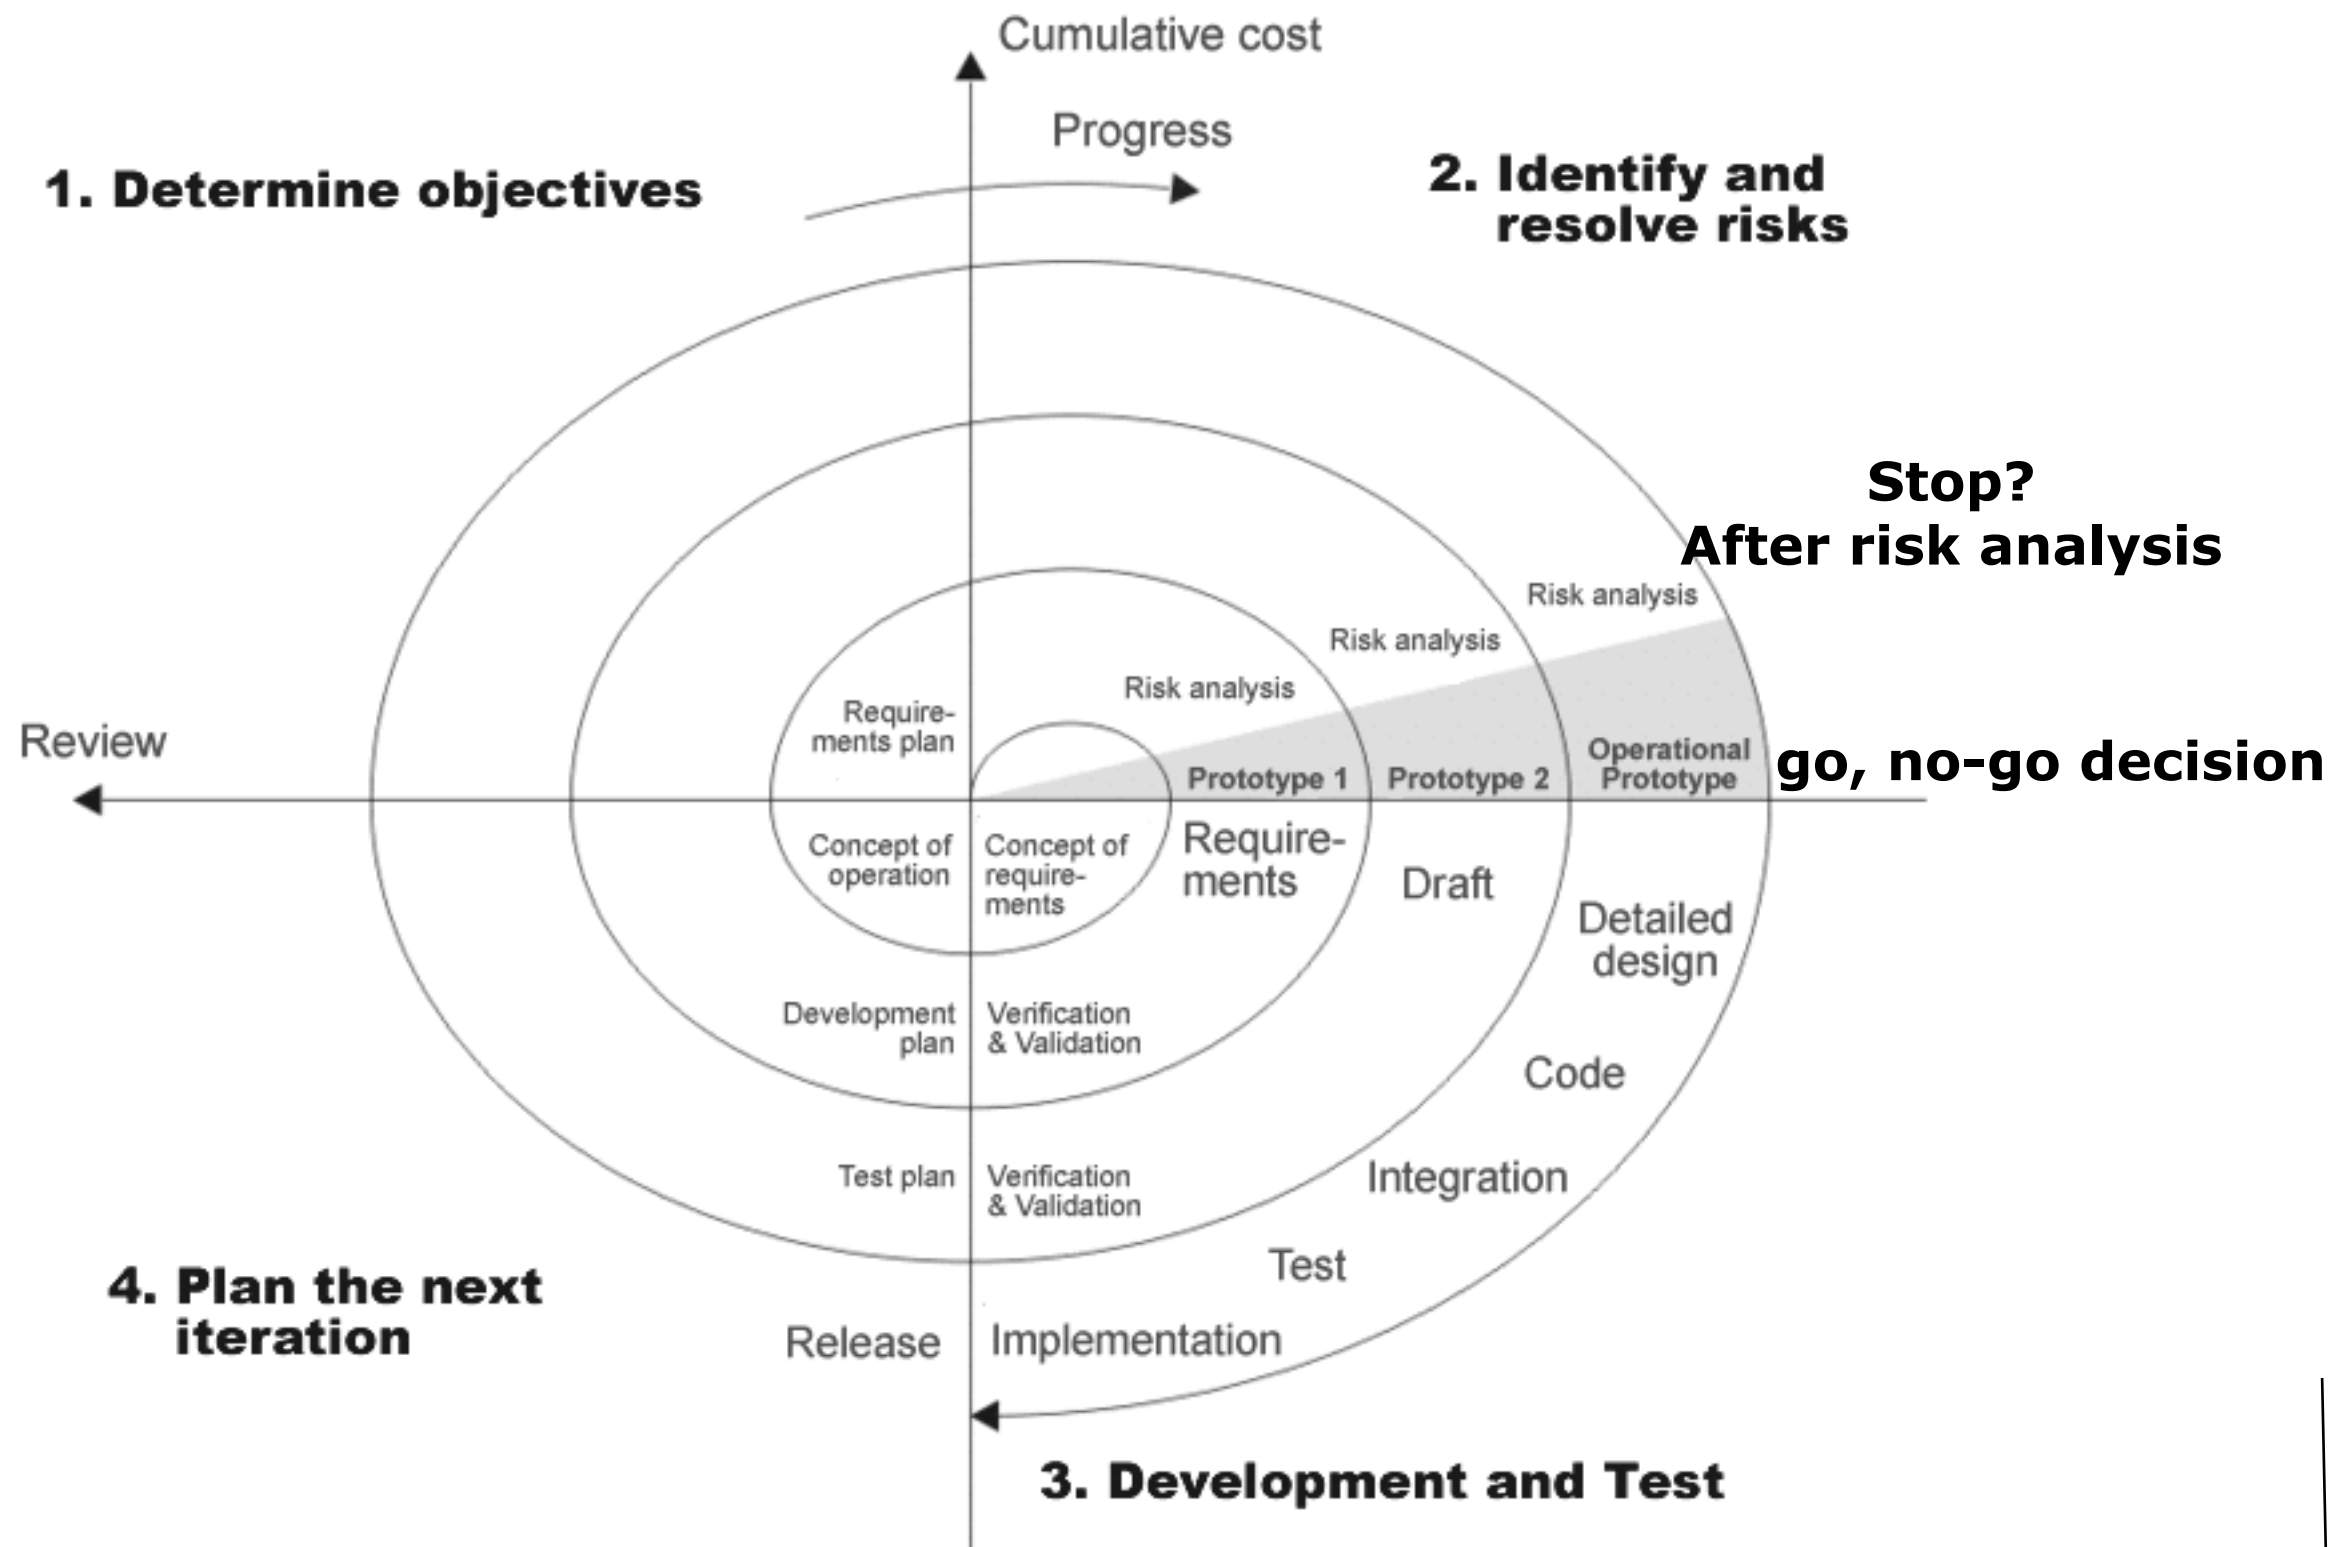 Cumulative cost
Progress
1. Determine objectives
2. Identify and
resolve risks
Stop?
After risk analysis
Risk analysis
Risk analysis
Risk analysis
Require-
ments plan
Review
Operational
Prototype
Prototype 1
Prototype 2
go, no-go decision
Concept of
operation
Concept of
require-
ments
Require-
ments
Draft
Detailed
design
Development
plan
Verification
& Validation
Code
Test plan
Verification
& Validation
Integration
Test
4. Plan the next
iteration
Release
Implementation
3. Development and Test